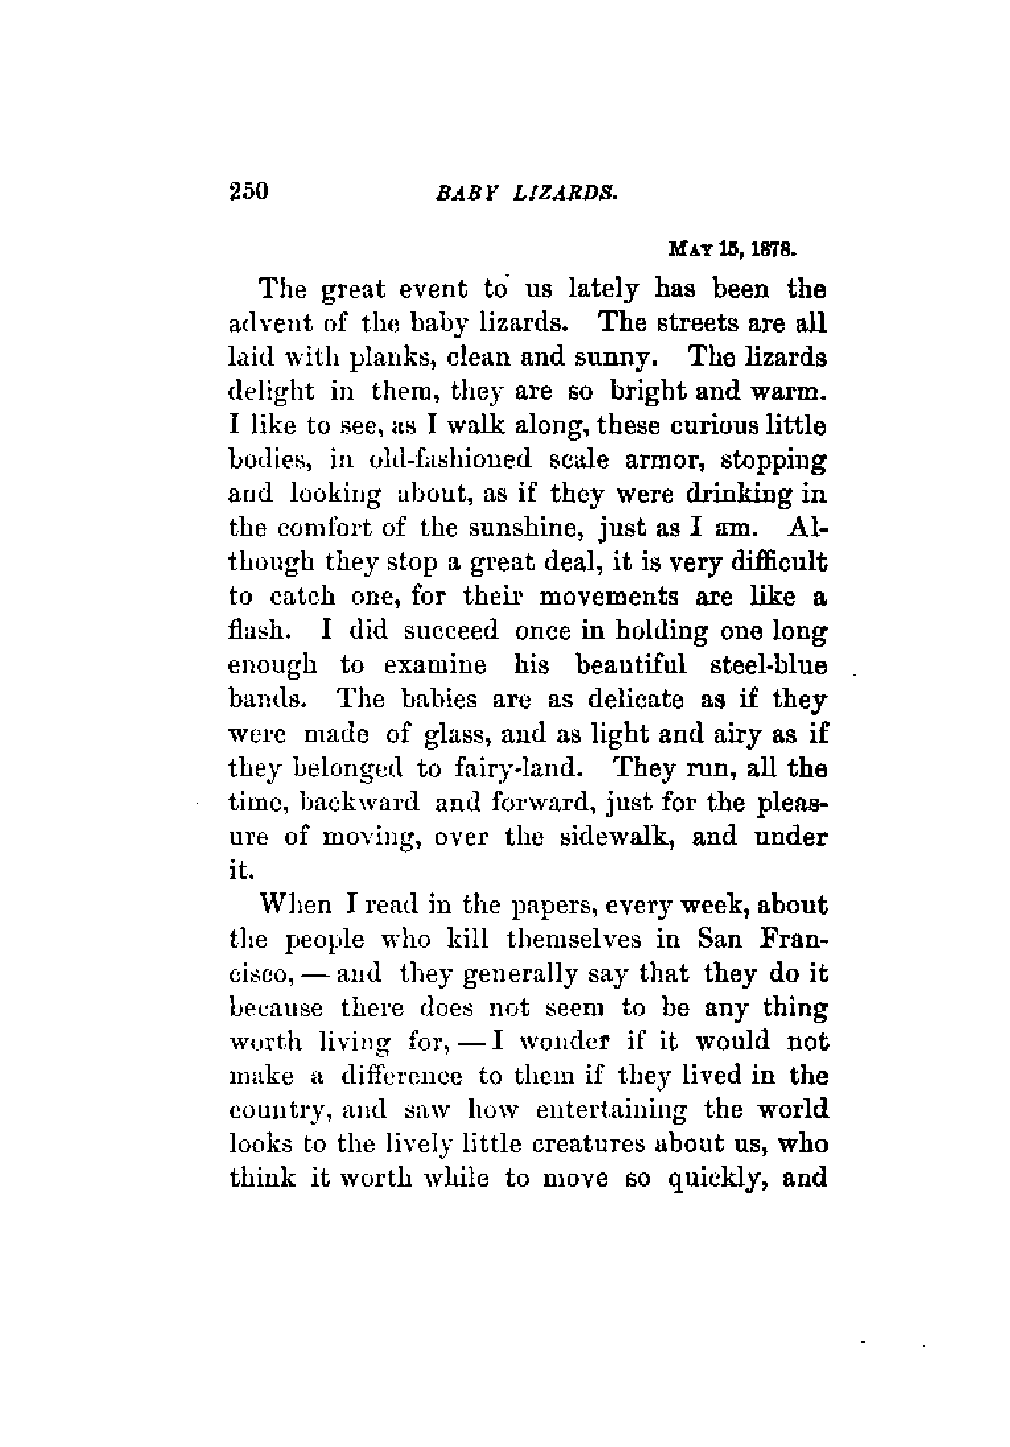 250 BABY LIZARDS.
MAY 15, 1878.
The great event to us lately has been the
advent of the baby lizards. The streets are all
laid with planks, clean and sunny. The lizards
delight in them, they are so bright and warm.
I like to see, as I walk along, these curious little
bodies, in old-fashioned scale armor, stopping
and looking about, as if they were drinking in
the comfort of the sunshine, just as I am. Al-
though they stop a great deal, it is very difficult
to catch one, for their movements are like a
flash. I did succeed once in holding one long
enough to examine his beautiful steel-blue
bands. The babies are as delicate as if they
were made of glass, and as light and airy as if
they belonged to fairy-land. They run, all the
time, backward and forward, just for the pleas-
ure of moving, over the sidewalk, and under
it.
When I read in the papers, every week, about
the people who kill themselves in San Fran-
cisco, — and they generally say that they do it
because there does not seem to be any thing
worth living for, — I wonder if it would not
make a difference to them if they lived in the
country, and saw how entertaining the world
looks to the lively little creatures about us, who
think it worth while to move so quickly, and